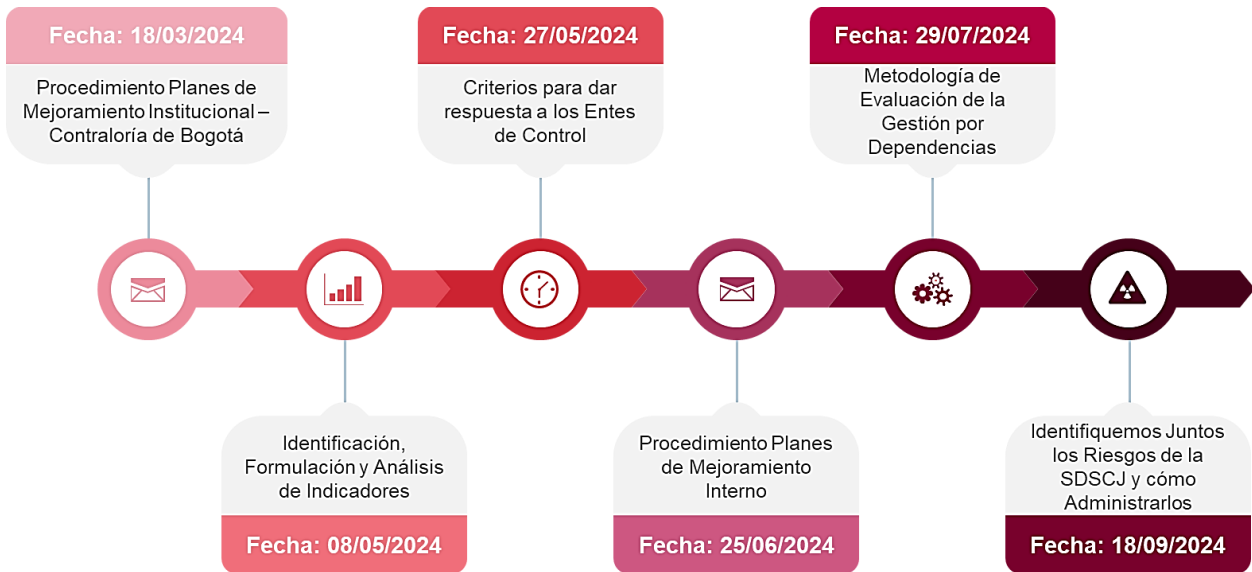 Fecha: 18/03/2024
Procedimiento Planes de
Mejoramiento Institucional –
Contraloría de Bogotá
Fecha: 27/05/2024
Criterios para dar
respuesta a los Entes
de Control
Fecha: 29/07/2024
Metodología de
Evaluación de la
Gestión por
Dependencias
Identificación,
Formulación y Análisis
de Indicadores
Fecha: 08/05/2024
Procedimiento Planes
de Mejoramiento
Interno
Fecha: 25/06/2024
Identifiquemos Juntos
los Riesgos de la
SDSCJ y cómo
Administrarlos
Fecha: 18/09/2024